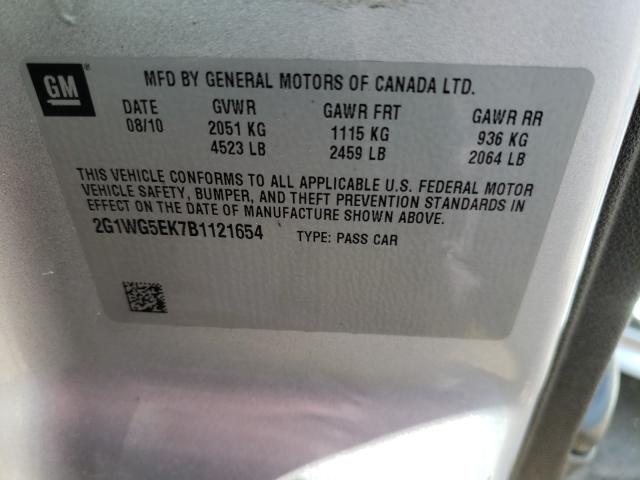 GM ®
MFD BY GENERAL MOTORS OF CANADA LTD.
DATE GVWR GAWR FRT GAWR RR
08/10 2051 KG 1115 KG 936 KG
4523 LB 2459 LB 2064 LB
THIS VEHICLE CONFORMS TO ALL APPLICABLE U.S. FEDERAL MOTOR
VEHICLE SAFETY, BUMPER, AND THEFT PREVENTION STANDARDS IN
EFFECT ON THE DATE OF MANUFACTURE SHOWN ABOVE.
2G1WG5EK7B1121654 TYPE: PASS CAR